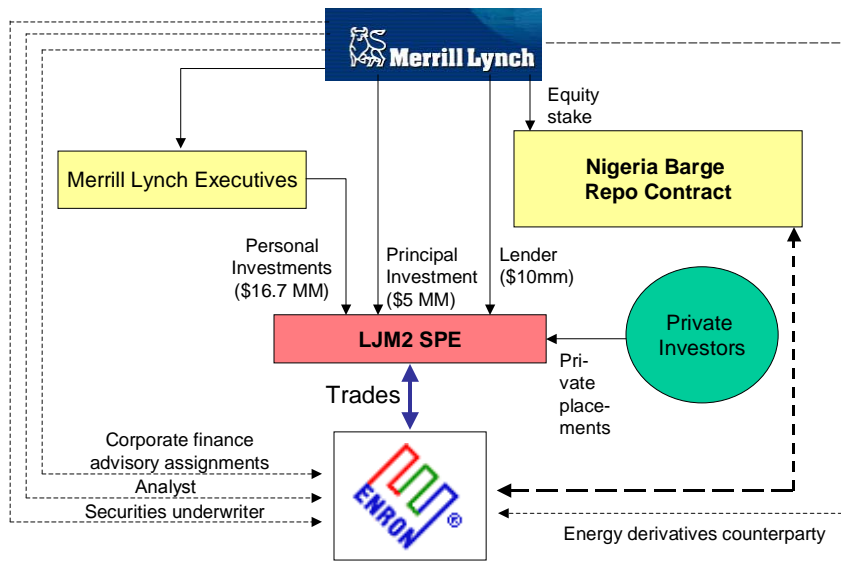 Merrill Lynch
Equity
stake
Merrill Lynch Executives
Nigeria Barge
Repo Contract
Personal
Investments
($16.7 MM)
Principal
Investment
($5 MM)
Lender
($10mm)
Private
Investors
LJM2 SPE
Pri-
vate
place-
ments
Trades
Corporate finance
advisory assignments
Analyst
Securities underwriter
ENRON
®
Energy derivatives counterparty